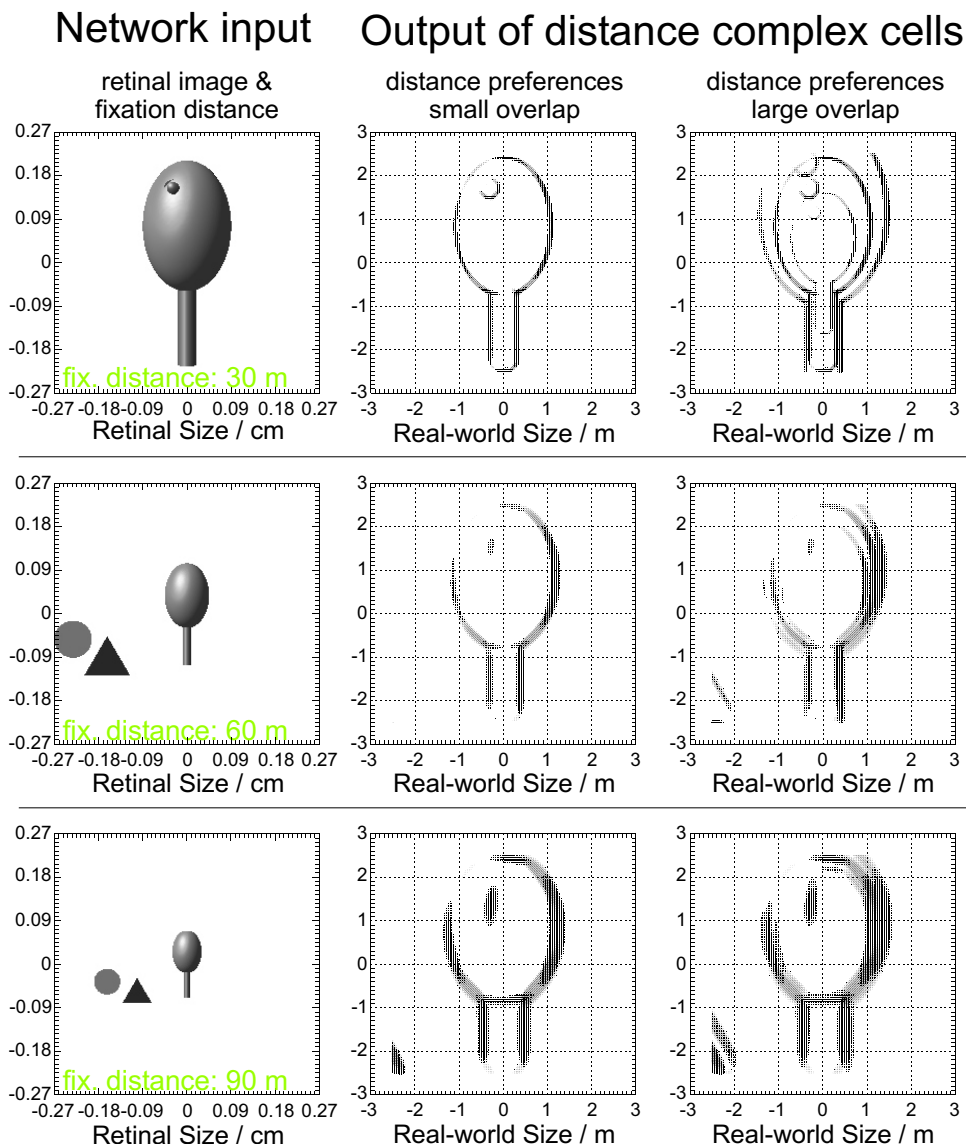 Network input Output of distance complex cells
retinal image & distance preferences distance preferences
fixation distance small overlap large overlap
0.27 3 3
0.18 2 2
0.09 1 1
0 0 0
-0.09 -1 -1
-0.18 -2 -2
fix. distance: 30 m
-0.27 -3 -3
-0.27 -0.18 -0.09 0 0.09 0.18 0.27 -3 -2 -1 0 1 2 3 -3 -2 -1 0 1 2 3
Retinal Size / cm Real-world Size / m Real-world Size / m
0.27 3 3
0.18 2 2
0.09 1 1
0 0 0
-0.09 -1 -1
-0.18 -2 -2
fix. distance: 60 m
-0.27 -3 -3
-0.27 -0.18 -0.09 0 0.09 0.18 0.27 -3 -2 -1 0 1 2 3 -3 -2 -1 0 1 2 3
Retinal Size / cm Real-world Size / m Real-world Size / m
0.27 3 3
0.18 2 2
0.09 1 1
0 0 0
-0.09 -1 -1
-0.18 -2 -2
fix. distance: 90 m
-0.27 -3 -3
-0.27 -0.18 -0.09 0 0.09 0.18 0.27 -3 -2 -1 0 1 2 3 -3 -2 -1 0 1 2 3
Retinal Size / cm Real-world Size / m Real-world Size / m